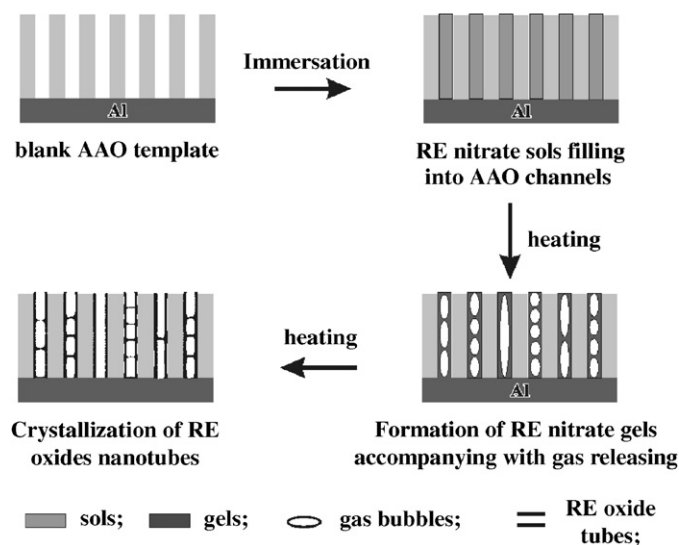 Immersation
Al
Al
blank AAO template
RE nitrate sols filling
into AAO channels
heating
heating
Al
Crystallization of RE
oxides nanotubes
Formation of RE nitrate gels
accompanying with gas releasing
sols;
gels;
gas bubbles;
RE oxide
tubes;